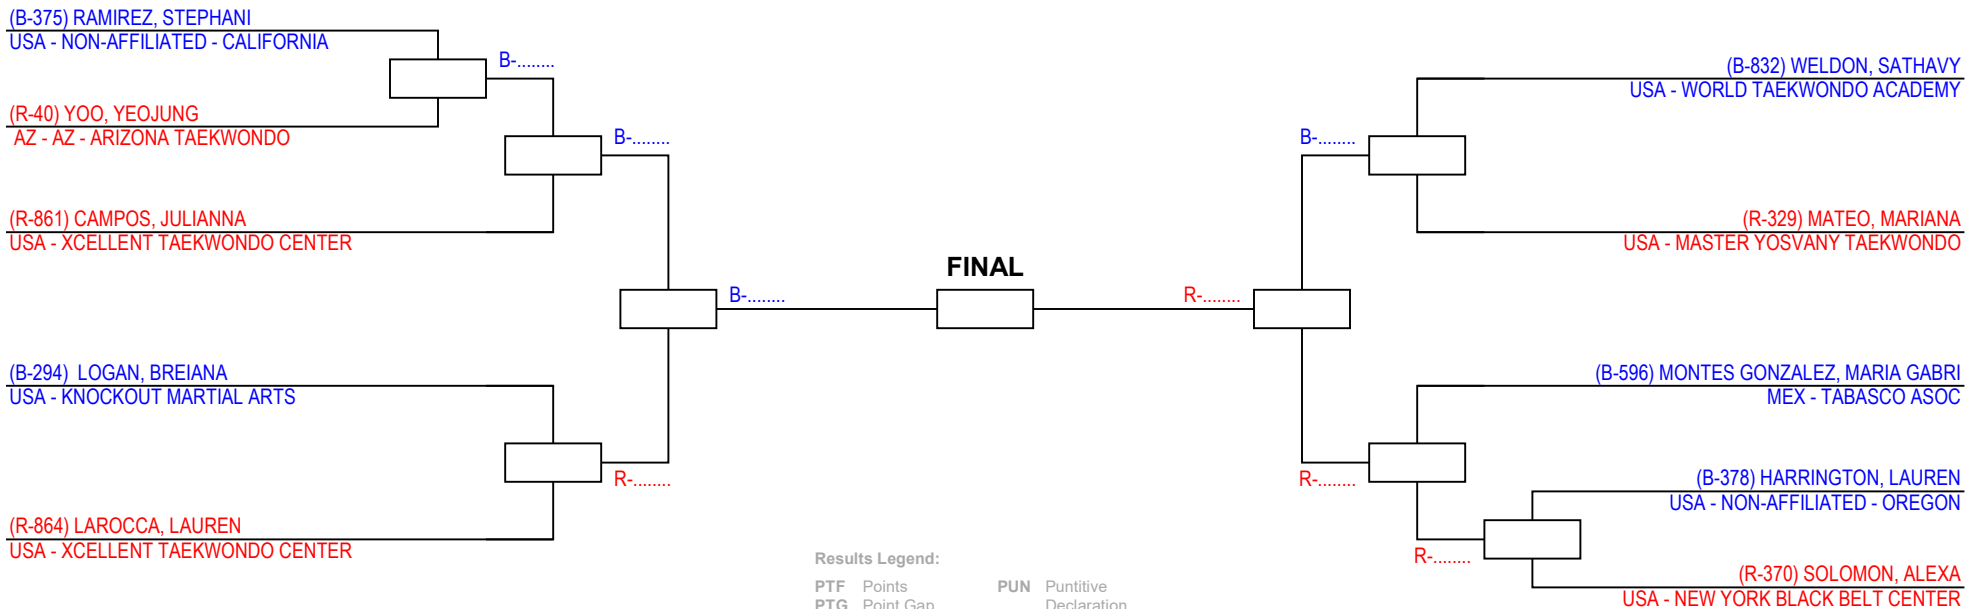 (B-375) RAMIREZ, STEPHANI
USA - NON-AFFILIATED - CALIFORNIA
B-........
(R-40) YOO, YEOJUNG
AZ - AZ - ARIZONA TAEKWONDO
B-........
(R-861) CAMPOS, JULIANNA
USA - XCELLENT TAEKWONDO CENTER
B-........
(B-294) LOGAN, BREIANA
USA - KNOCKOUT MARTIAL ARTS
R-........
(R-864) LAROCCA, LAUREN
USA - XCELLENT TAEKWONDO CENTER
FINAL
(B-832) WELDON, SATHAVY
USA - WORLD TAEKWONDO ACADEMY
B-........
(R-329) MATEO, MARIANA
USA - MASTER YOSVANY TAEKWONDO
R-........
(B-596) MONTES GONZALEZ, MARIA GABRI
MEX - TABASCO ASOC
R-........
(B-378) HARRINGTON, LAUREN
USA - NON-AFFILIATED - OREGON
R-........
(R-370) SOLOMON, ALEXA
USA - NEW YORK BLACK BELT CENTER
Results Legend:
PTF Points PUN Puntitive
PTG Point Gap Declaration